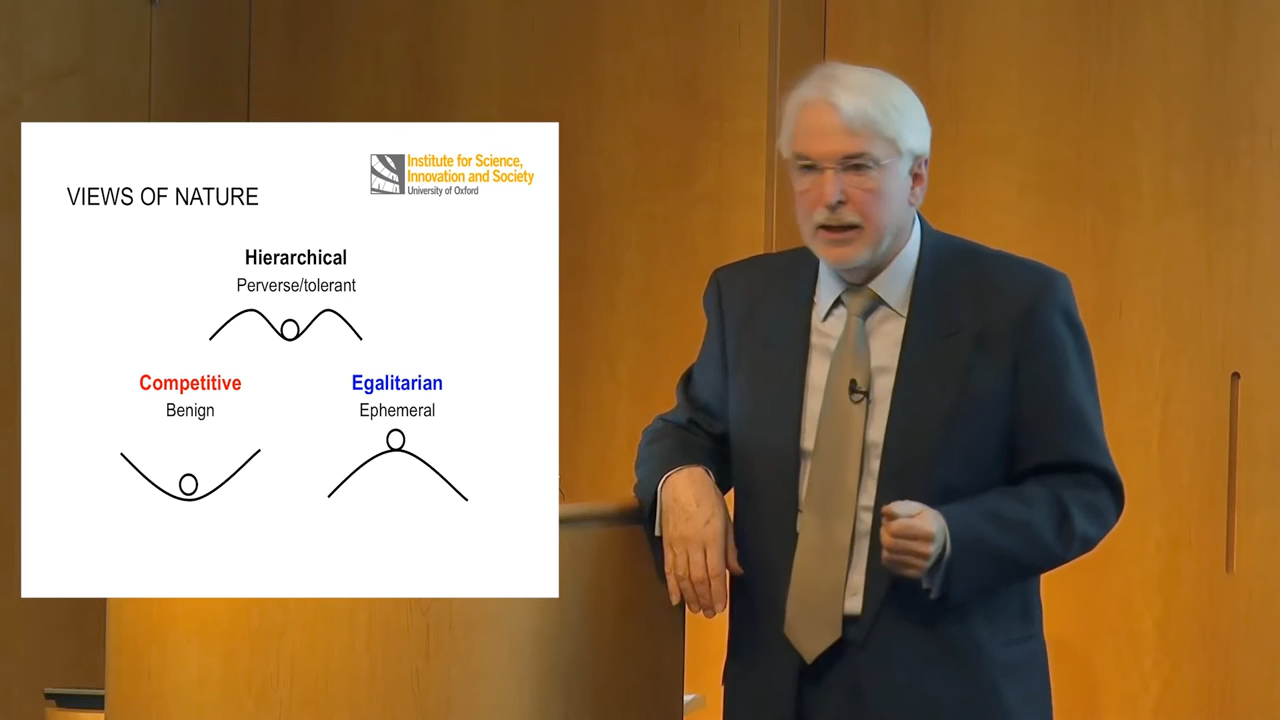 Institute for Science,
Innovation and Society
University of Oxford
VIEWS OF NATURE
Hierarchical
Perverse/tolerant
Competitive
Egalitarian
Benign
Ephemeral